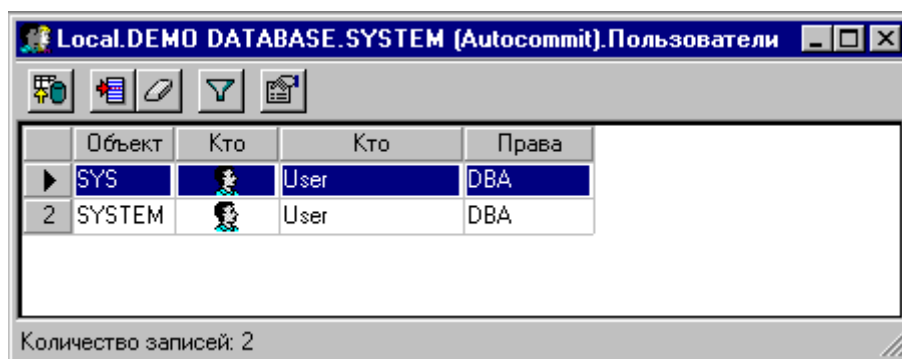 Local.DEMO DATABASE.SYSTEM (Autocommit).Пользователи
Объект Кто Кто Права
SYS User DBA
2 SYSTEM User DBA
Количество записей: 2